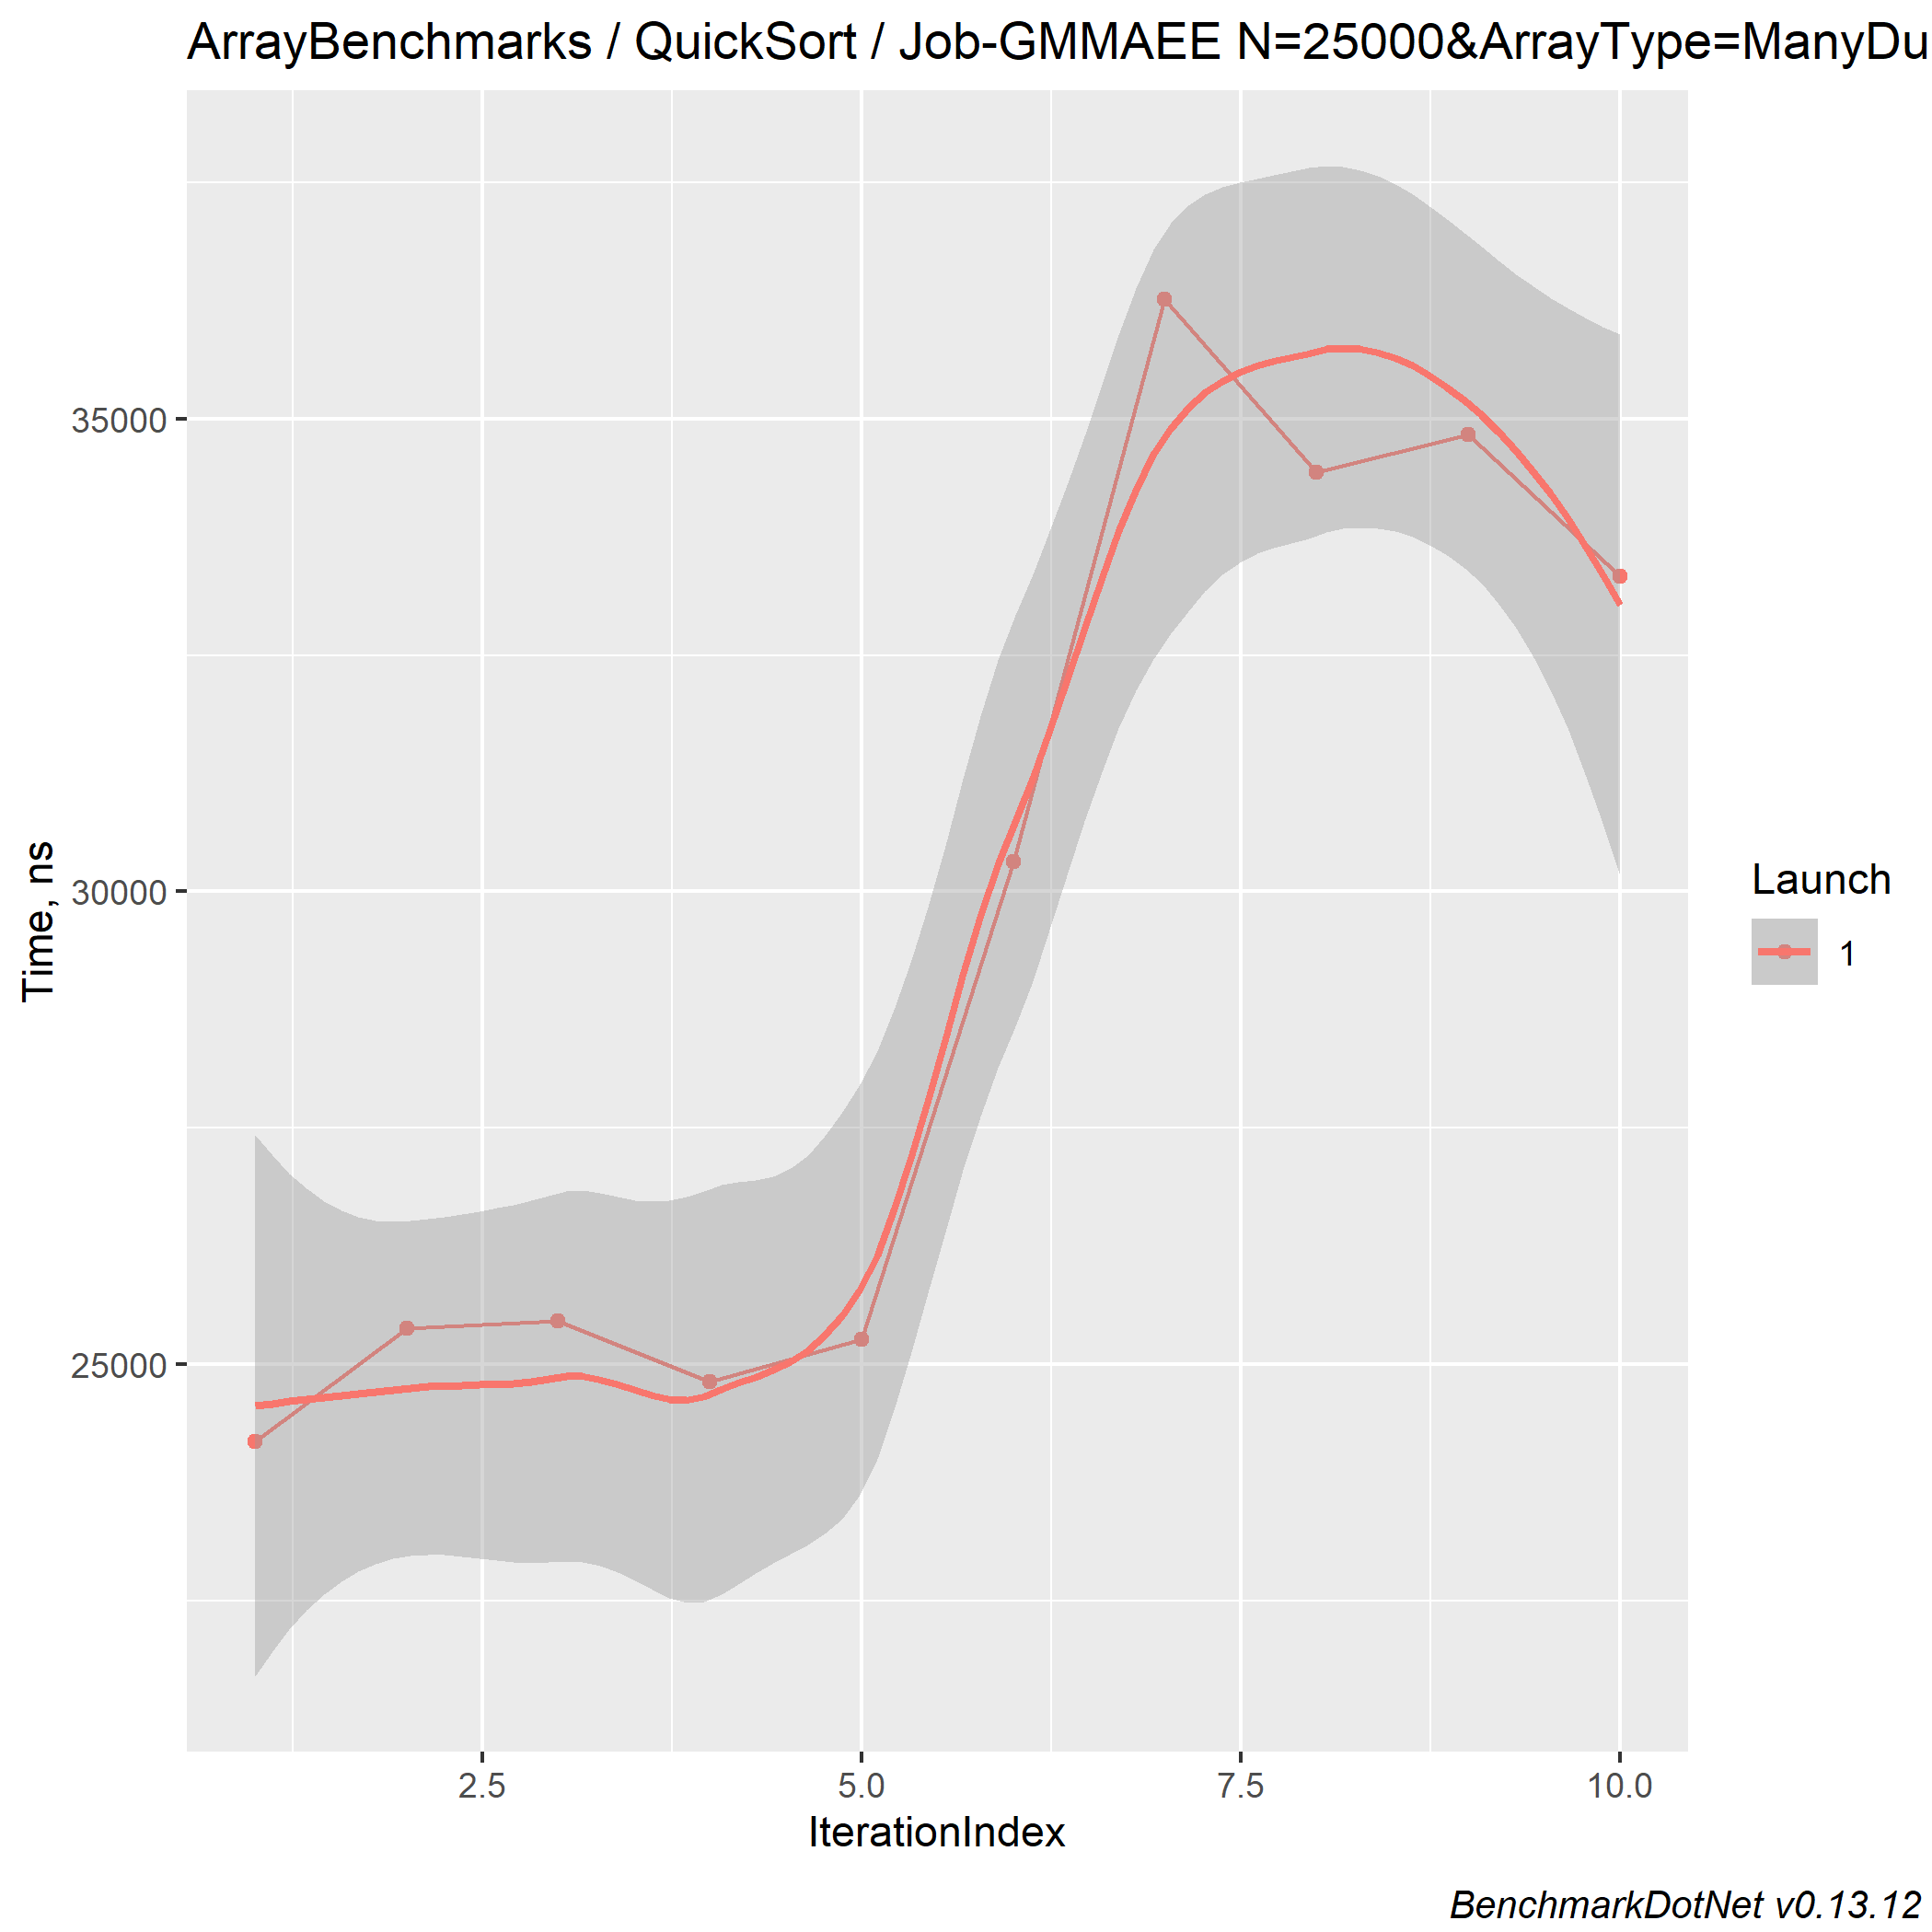 ArrayBenchmarks / QuickSort / Job-GMMAEE N=25000&ArrayType=ManyDu
35000
30000
25000
Time, ns
2.5 5.0 7.5 10.0
IterationIndex
Launch
1
BenchmarkDotNet v0.13.12